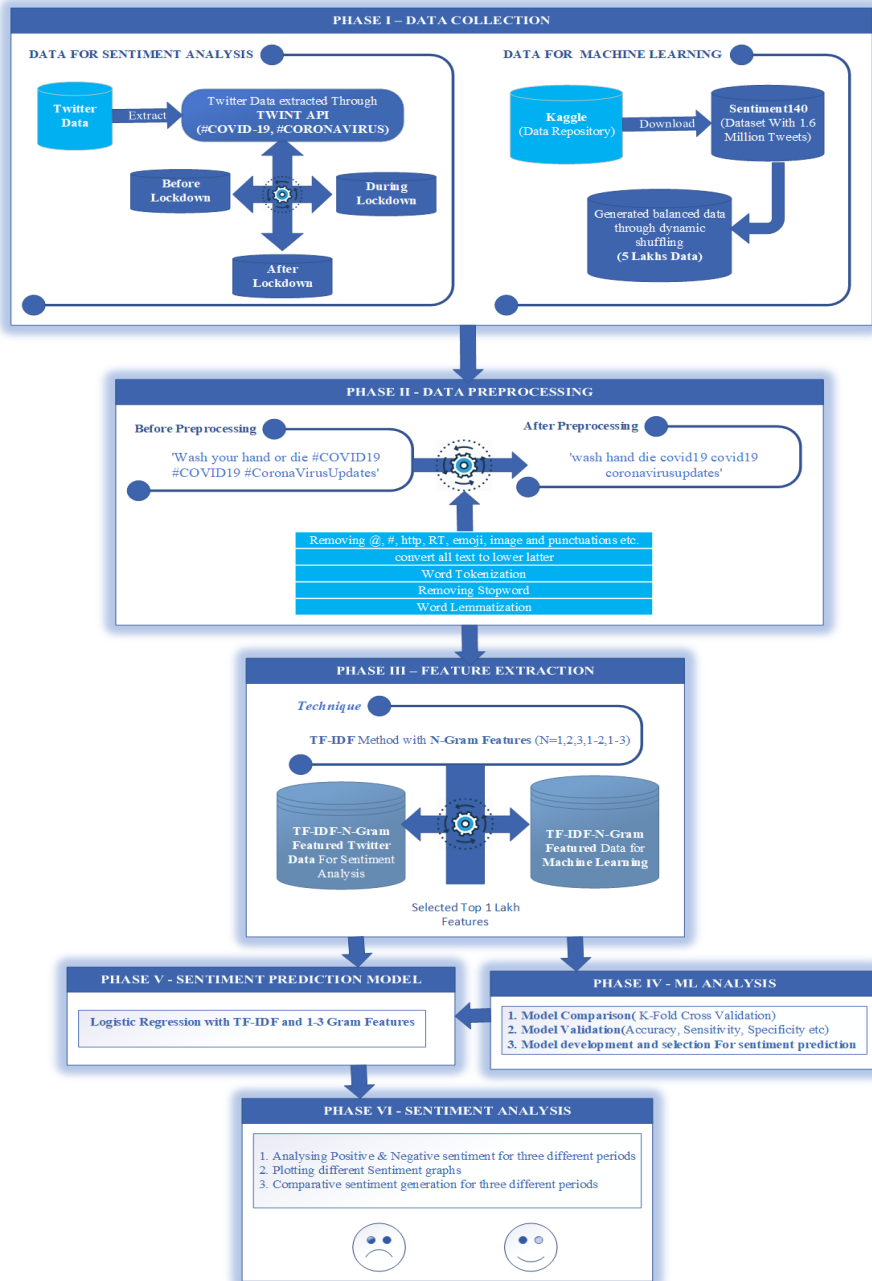 PHASE I – DATA COLLECTION
DATA FOR SENTIMENT ANALYSIS
Twitter
Data
Extract
Twitter Data extracted Through
TWINT API
(#COVID-19, #CORONAVIRUS)
Before
Lockdown
During
Lockdown
After
Lockdown
DATA FOR MACHINE LEARNING
Kaggle
(Data Repository)
Download
Sentiment140
(Dataset With 1.6
Million Tweets)
Generated balanced data
through dynamic
shuffling
(5 Lakhs Data)
PHASE II - DATA PREPROCESSING
Before Preprocessing
'Wash your hand or die #COVID19
#COVID19 #CoronaVirusUpdates'
After Preprocessing
'wash hand die covid19 covid19
coronavirusupdates'
Removing @, #, http, RT, emoji, image and punctuations etc.
convert all text to lower latter
Word Tokenization
Removing Stopword
Word Lemmatization
PHASE III – FEATURE EXTRACTION
Technique
TF-IDF Method with N-Gram Features (N=1,2,3,1-2,1-3)
TF-IDF-N-Gram
Featured Twitter
Data For Sentiment
Analysis
TF-IDF-N-Gram
Featured Data for
Machine Learning
Selected Top 1 Lakh
Features
PHASE V - SENTIMENT PREDICTION MODEL
Logistic Regression with TF-IDF and 1-3 Gram Features
PHASE IV - ML ANALYSIS
1. Model Comparison( K-Fold Cross Validation)
2. Model Validation(Accuracy, Sensitivity, Specificity etc)
3. Model development and selection For sentiment prediction
PHASE VI - SENTIMENT ANALYSIS
1. Analysing Positive & Negative sentiment for three different periods
2. Plotting different Sentiment graphs
3. Comparative sentiment generation for three different periods